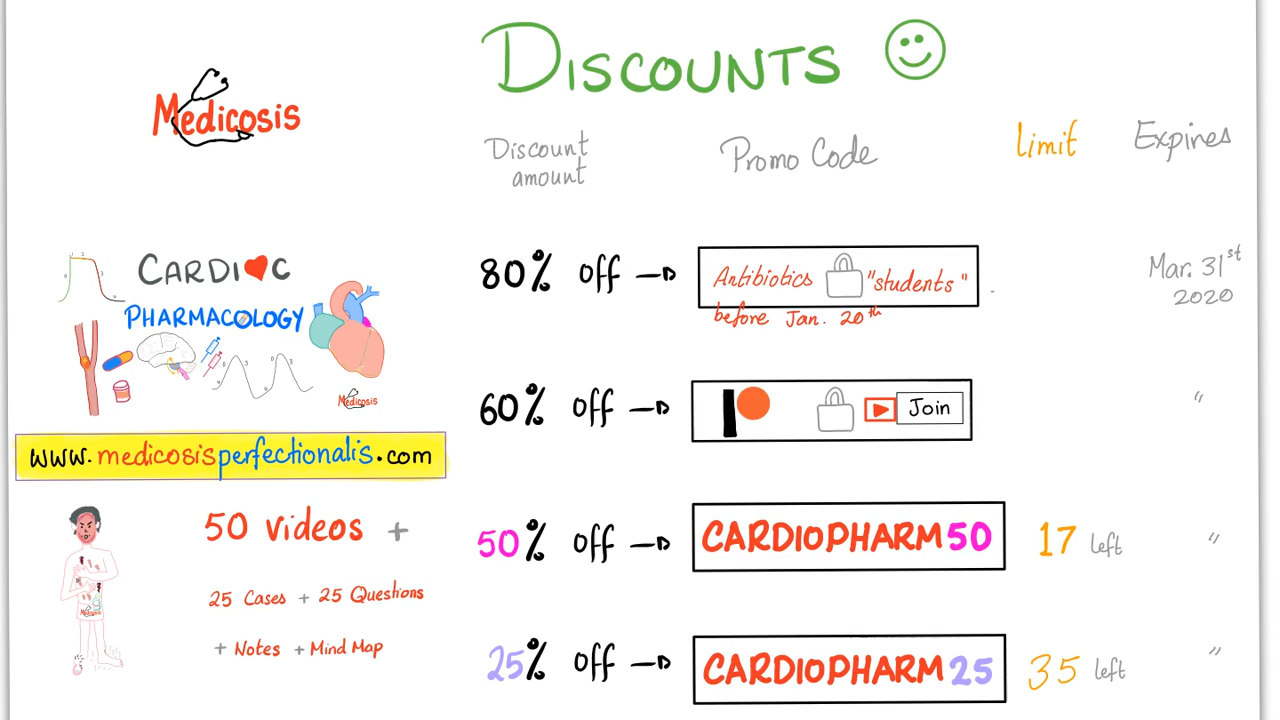 DISCOUNTS
Medicosis
Discount amount
Promo Code
Limit
Expires
CARDIAC
PHARMACOLOGY
Medicosis
www.medicosisperfectionalis.com
50 videos +
25 Cases + 25 Questions
+ Notes + Mind Map
80% off
Antibiotics "students"
before Jan. 20th
Mar. 31st
2020
60% off
Join
"
50% off
CARDIOPHARM50
17 left
"
25% off
CARDIOPHARM25
35 left
"